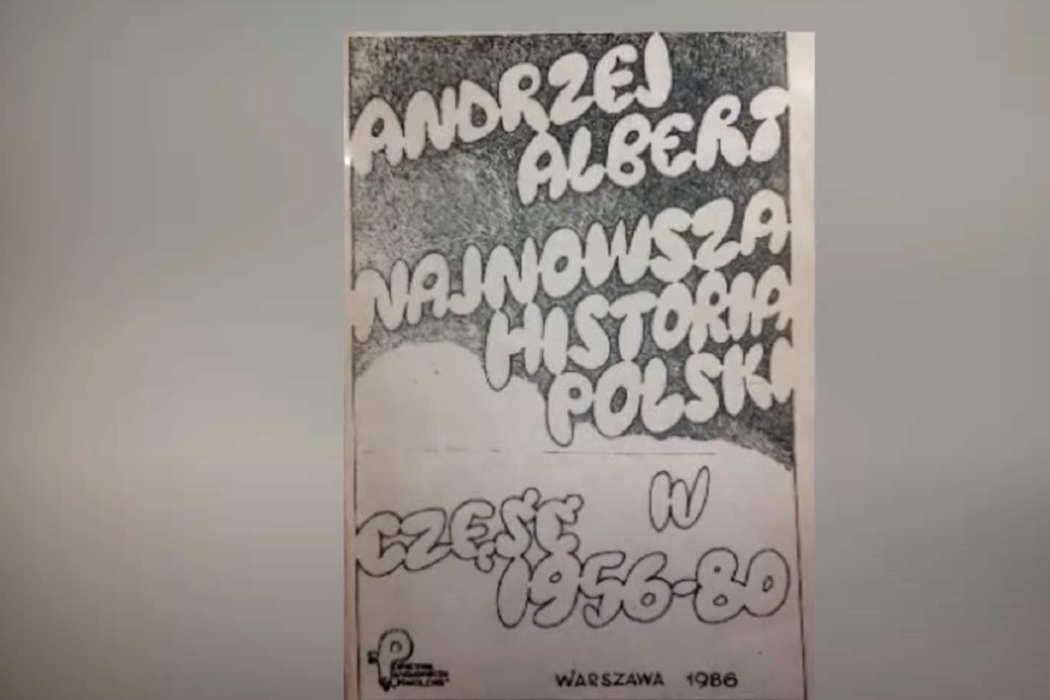 ANDRZEJ
ALBERT
NAJNOWSZA
HISTORIA
POLSKI
CZĘŚĆ IV
1956-80
WARSZAWA 1986